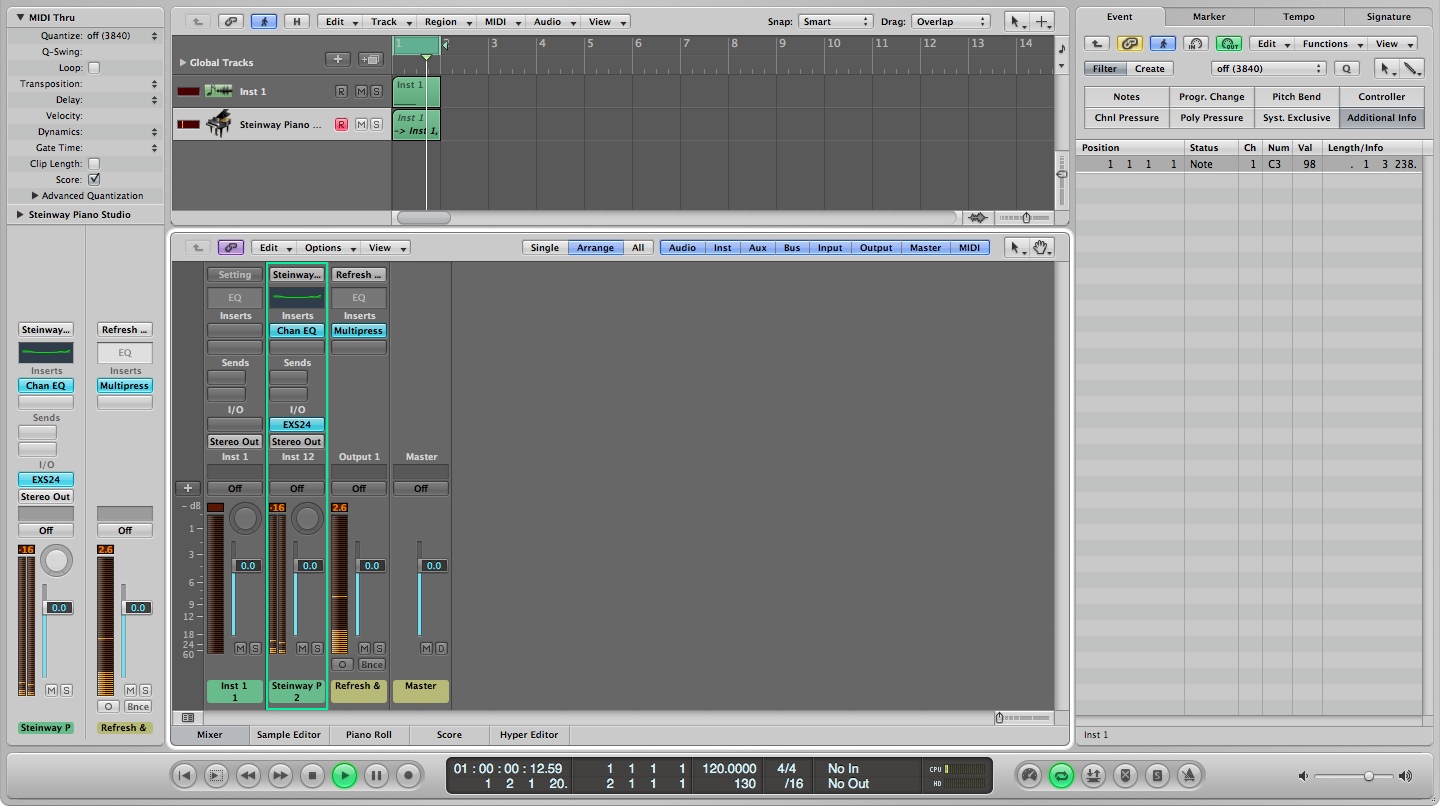 MIDI Thru
Quantize: off (3840)
Q-Swing:
Loop:
Transposition:
Delay:
Velocity:
Dynamics:
Gate Time:
Clip Length:
Score:
Advanced Quantization
Steinway Piano Studio
Steinway... Refresh ...
EQ
Inserts Inserts
Chan EQ Multipress
Sends
I/O
EXS24
Stereo Out
Off Off
-16 2.6
0.0 0.0
M S M S
O Bnce
Steinway P Refresh &
H Edit Track Region MIDI Audio View Snap: Smart Drag: Overlap
1 2 3 4 5 6 7 8 9 10 11 12 13 14
Global Tracks
Inst 1 R M S Inst 1
Steinway Piano ... R M S Inst 1
-> Inst 1,
Edit Options View Single Arrange All Audio Inst Aux Bus Input Output Master MIDI
Setting Steinway... Refresh ...
EQ EQ
Inserts Inserts Inserts
Chan EQ Multipress
Sends Sends
I/O I/O
EXS24
Stereo Out Stereo Out
Inst 1 Inst 12 Output 1 Master
Off Off Off Off
- dB -16 2.6
1
3
0.0 0.0 0.0 0.0
6
9
12
18
24
60
M S M S M S M D
O Bnce
Inst 1 Steinway P Refresh & Master
1 2
Mixer Sample Editor Piano Roll Score Hyper Editor
Event Marker Tempo Signature
IN OUT Edit Functions View
Filter Create off (3840) Q
Notes Progr. Change Pitch Bend Controller
Chnl Pressure Poly Pressure Syst. Exclusive Additional Info
Position Status Ch Num Val Length/Info
1 1 1 1 Note 1 C3 98 . 1 3 238.
Inst 1
01 : 00 : 00 : 12.59 1 1 1 1 120.0000 4/4 No In CPU
1 2 1 20. 2 1 1 1 130 /16 No Out HD
S